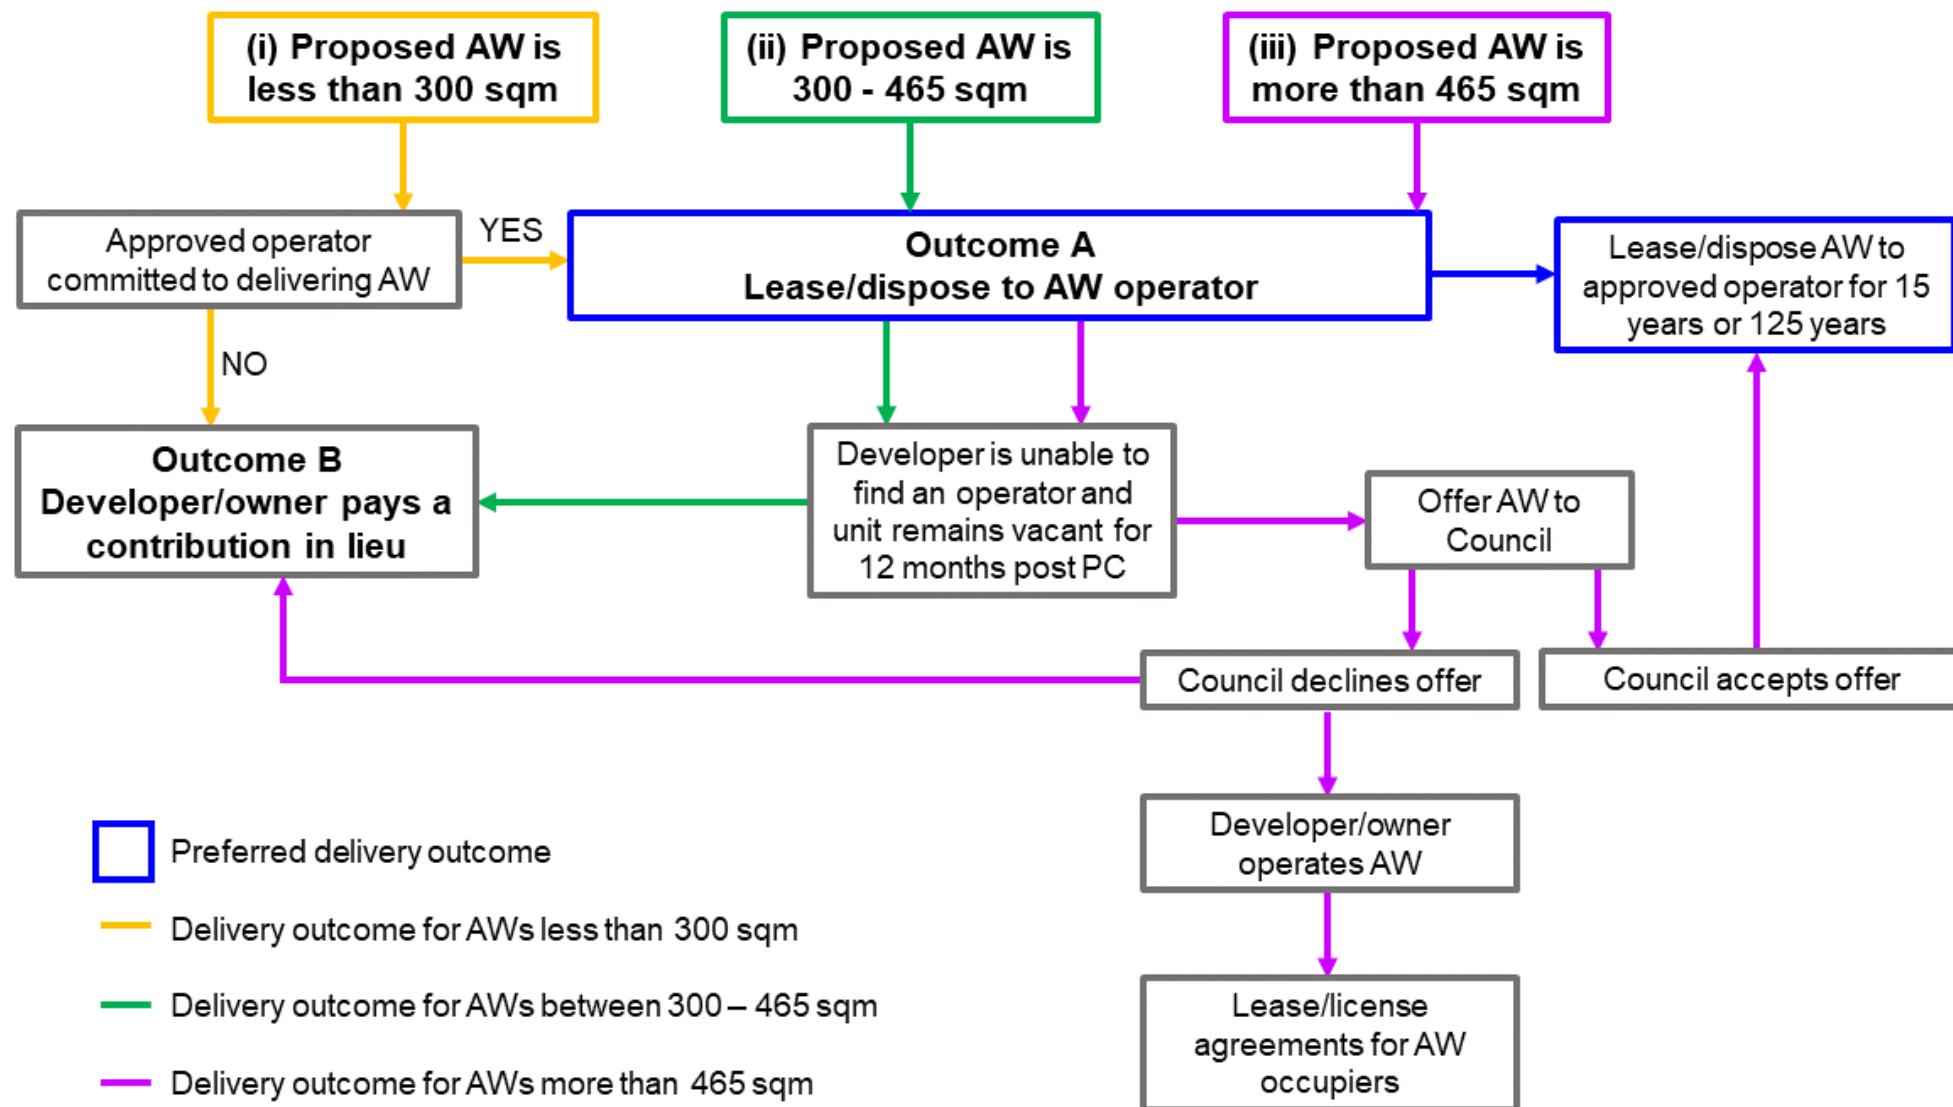 (i) Proposed AW is
less than 300 sqm
(ii) Proposed AW is
300 - 465 sqm
(iii) Proposed AW is
more than 465 sqm
Approved operator
committed to delivering AW
YES
Outcome A
Lease/dispose to AW operator
Lease/dispose AW to
approved operator for 15
years or 125 years
NO
Outcome B
Developer/owner pays a
contribution in lieu
Developer is unable to
find an operator and
unit remains vacant for
12 months post PC
Offer AW to
Council
Council declines offer
Council accepts offer
Developer/owner
operates AW
Lease/license
agreements for AW
occupiers
Preferred delivery outcome
Delivery outcome for AWs less than 300 sqm
Delivery outcome for AWs between 300 – 465 sqm
Delivery outcome for AWs more than 465 sqm